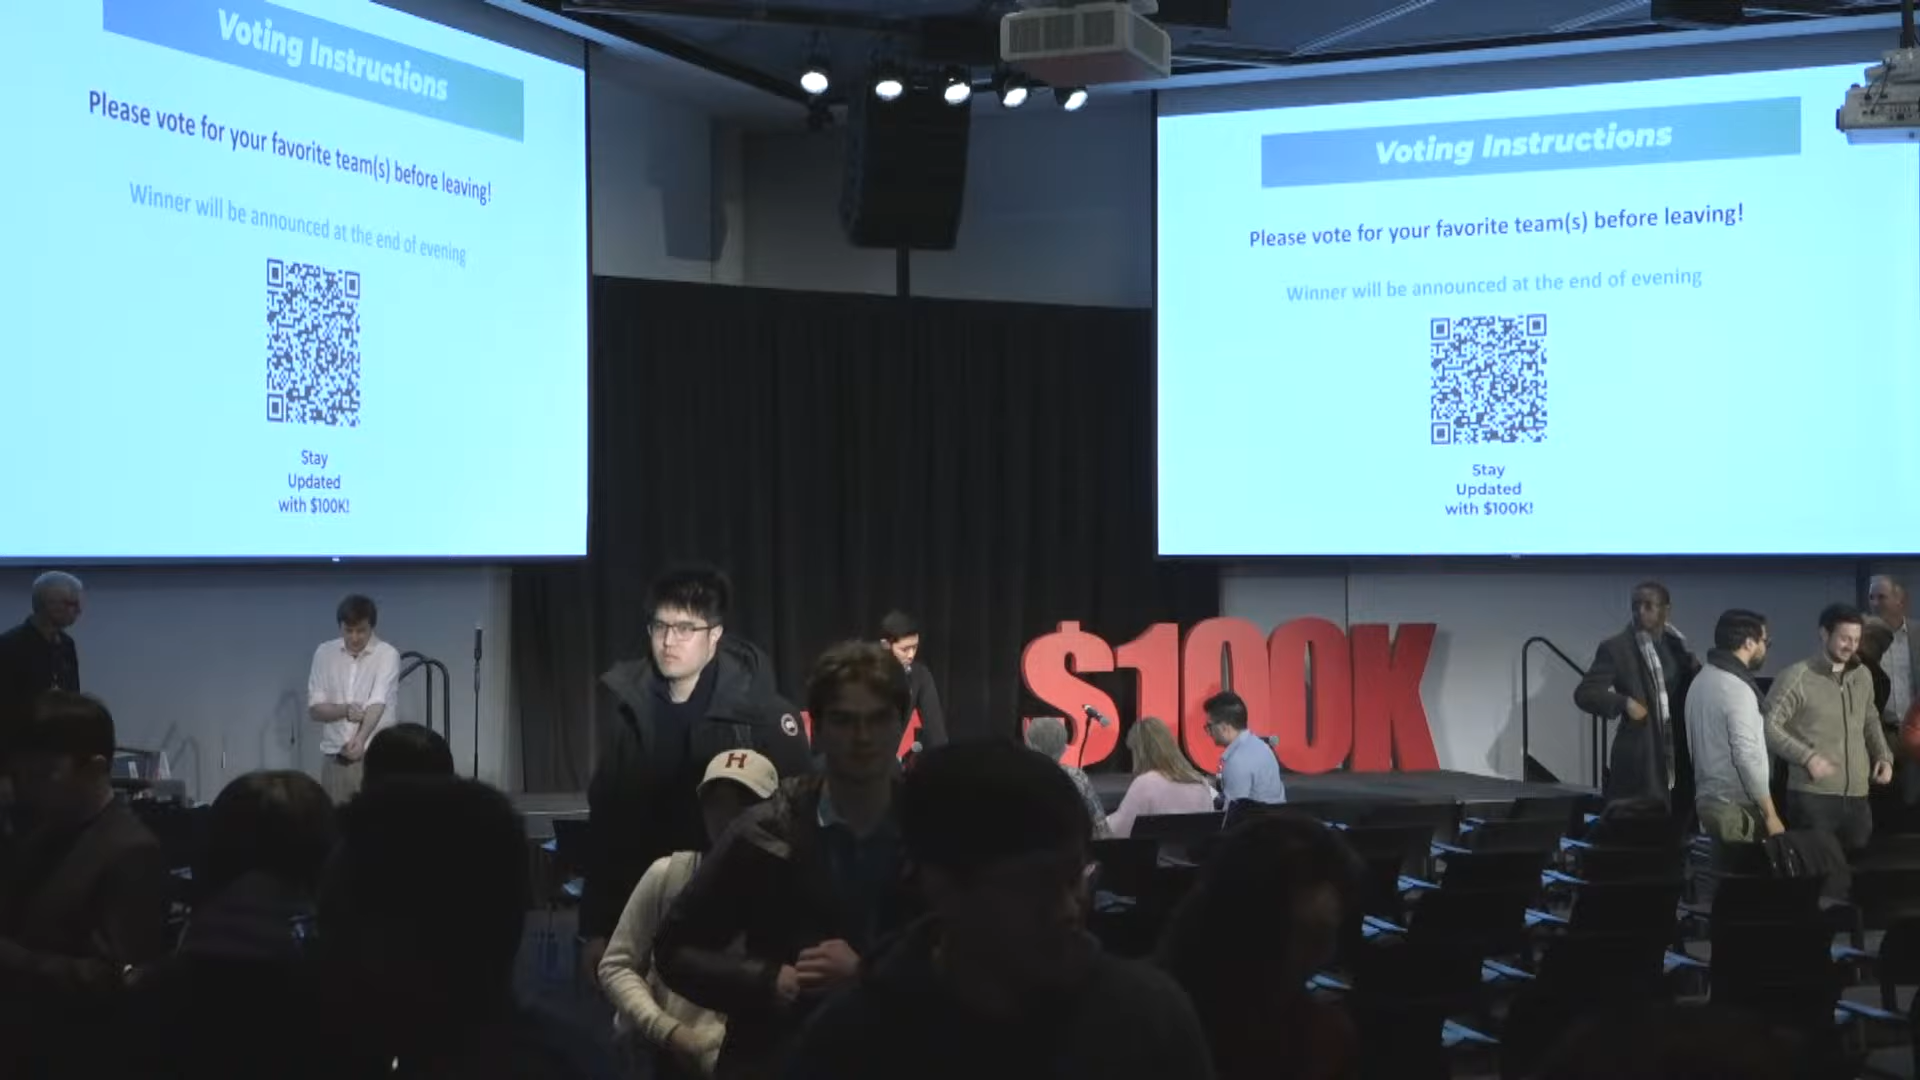 Voting Instructions
Please vote for your favorite team(s) before leaving!
Winner will be announced at the end of evening
Stay
Updated
with $100K!
Voting Instructions
Please vote for your favorite team(s) before leaving!
Winner will be announced at the end of evening
Stay
Updated
with $100K!
$100K
H